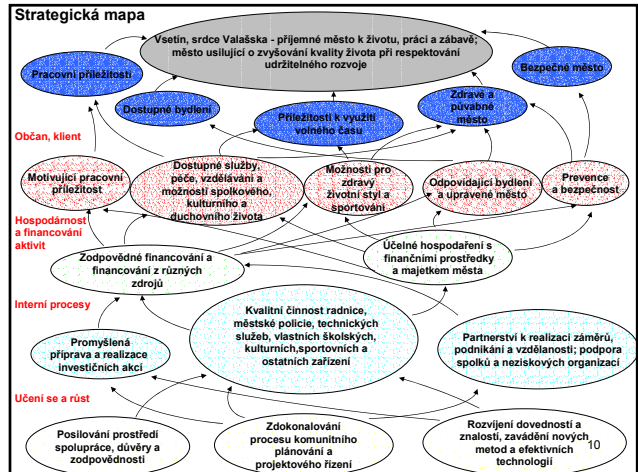 Strategická mapa
Vsetín, srdce Valašska - příjemné město k životu, práci a zábavě;
město usilující o zvyšování kvality života při respektování
udržitelného rozvoje
Pracovní příležitosti
Bezpečné město
Dostupné bydlení
Příležitosti k využití
volného času
Zdravé a
půvabné
město
Občan, klient
Motivující pracovní
příležitost
Dostupné služby,
péče, vzdělávání a
možnosti spolkového,
kulturního a
duchovního života
Možnosti pro
zdravý
životní styl a
sportování
Odpovídající bydlení
a upravené město
Prevence
a bezpečnost
Hospodárnost
a financování
aktivit
Zodpovědné financování a
financování z různých
zdrojů
Účelné hospodaření s
finančními prostředky
a majetkem města
Interní procesy
Promyšlená
příprava a realizace
investičních akcí
Kvalitní činnost radnice,
městské policie, technických
služeb, vlastních školských,
kulturních,sportovních a
ostatních zařízení
Partnerství k realizaci záměrů,
podnikání a vzdělanosti; podpora
spolků a neziskových organizací
Učení se a růst
Posilování prostředí
spolupráce, důvěry a
zodpovědnosti
Zdokonalování
procesu komunitního
plánování a
projektového řízení
Rozvíjení dovedností a
znalostí, zavádění nových
metod a efektivních
technologií
10